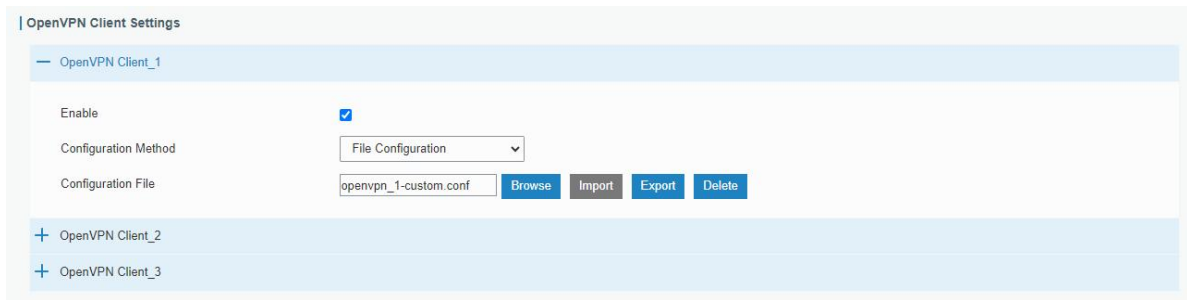 OpenVPN Client Settings
OpenVPN Client_1
Enable
Configuration Method File Configuration
Configuration File openvpn_1-custom.conf Browse Import Export Delete
OpenVPN Client_2
OpenVPN Client_3